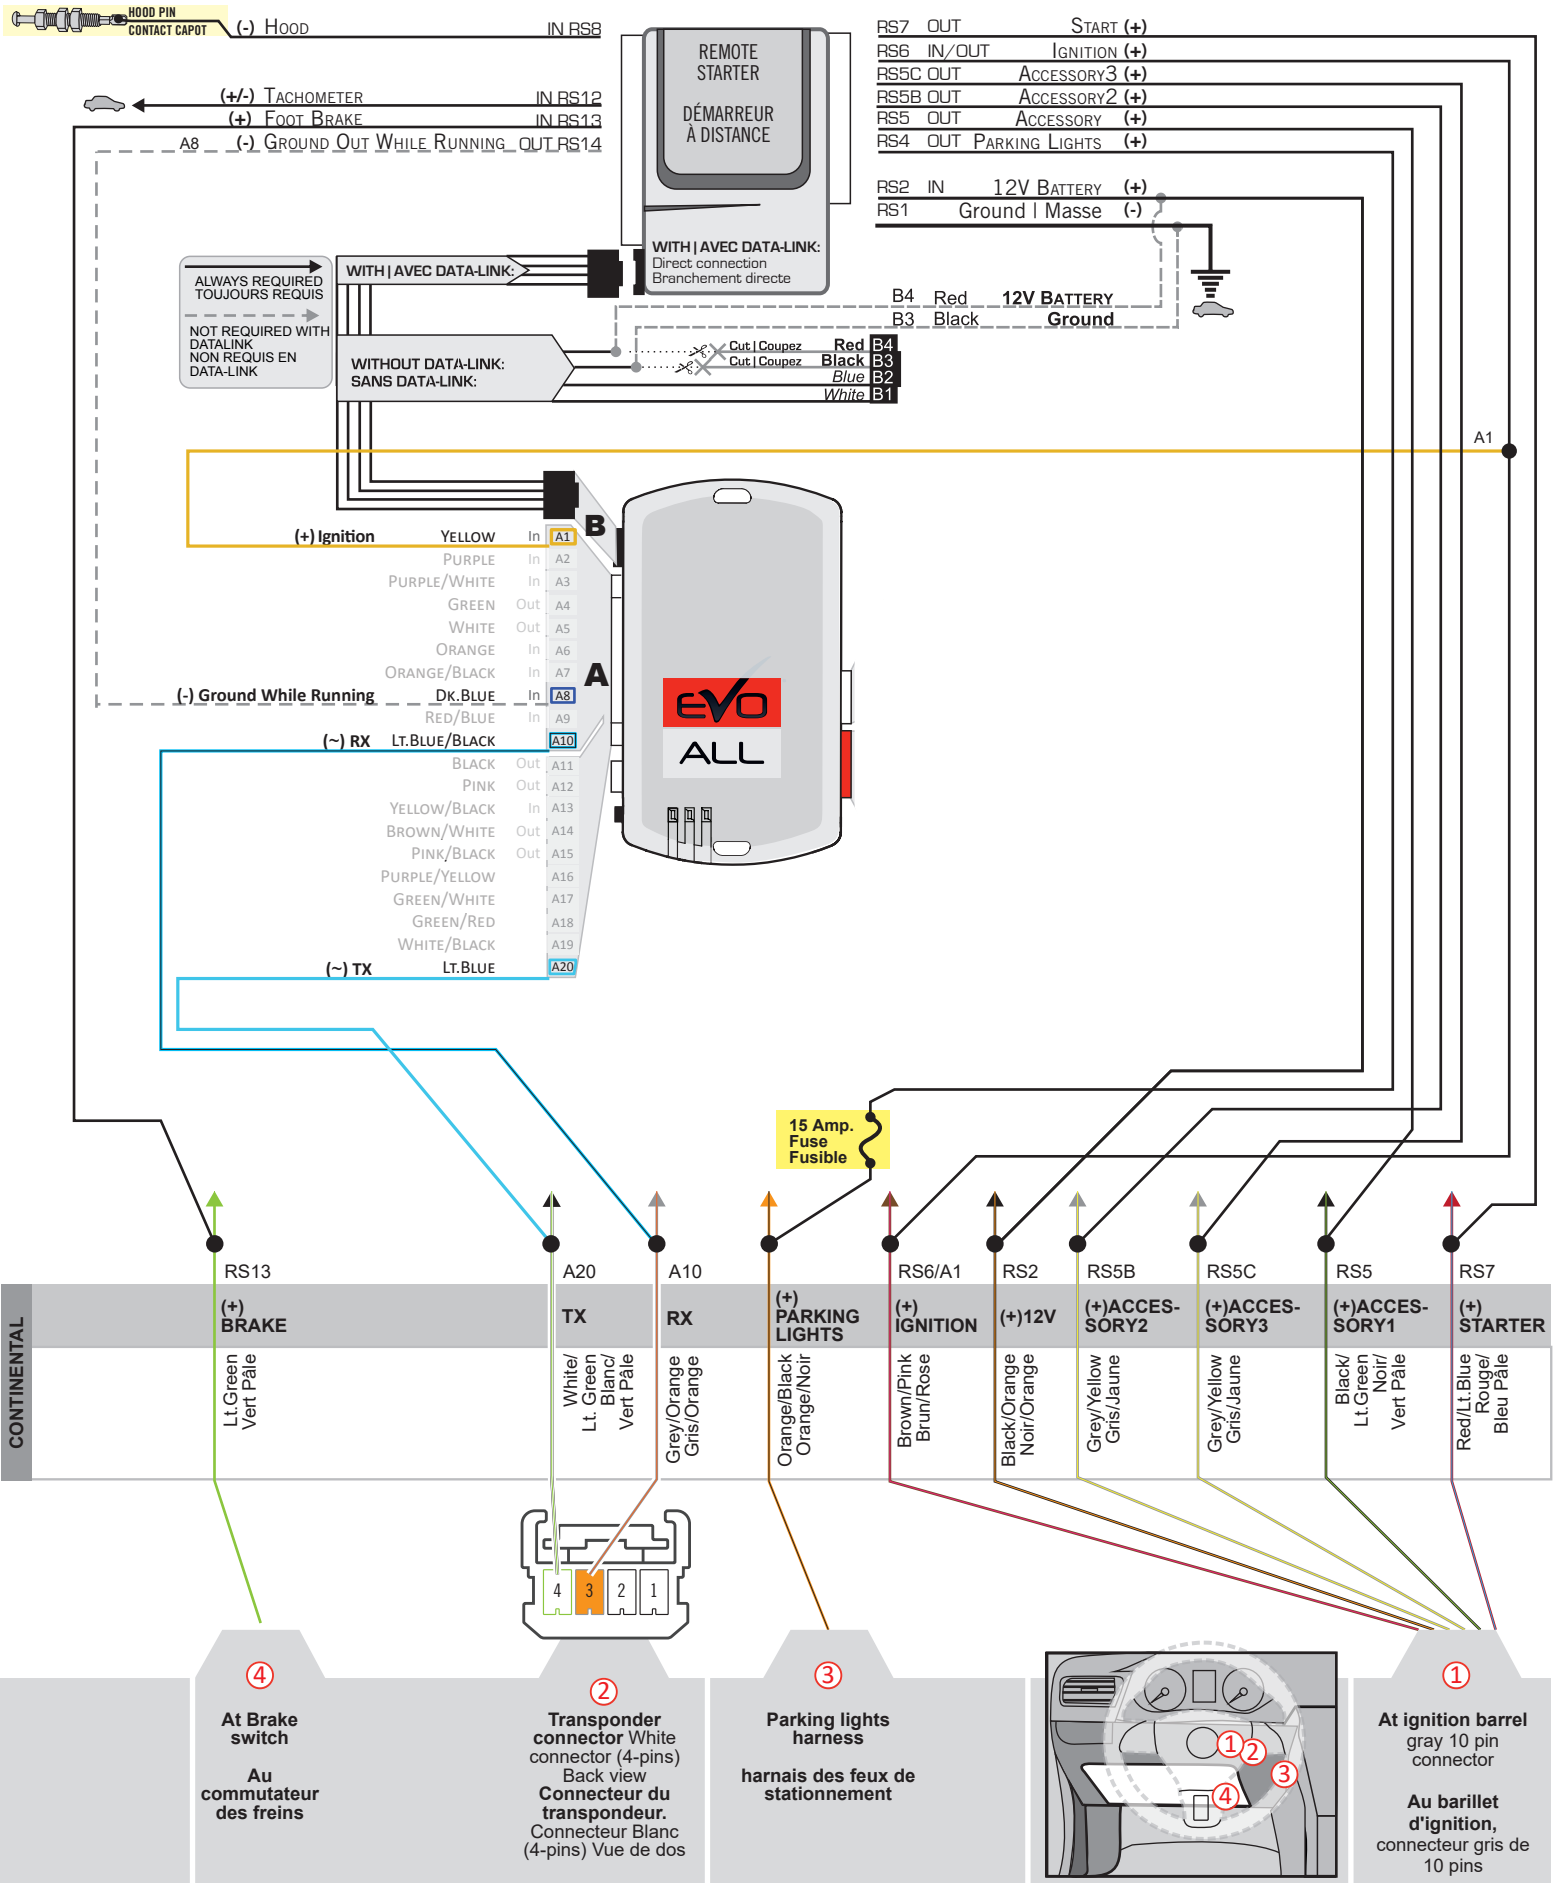 HOOD PIN
CONTACT CAPOT
(-) HOOD IN RS8
(+/-) TACHOMETER IN RS12
(+) FOOT BRAKE IN RS13
A8 (-) GROUND OUT WHILE RUNNING OUT RS14
REMOTE
STARTER
DÉMARREUR
À DISTANCE
WITH | AVEC DATA-LINK:
Direct connection
Branchement directe
RS7 OUT START (+)
RS6 IN/OUT IGNITION (+)
RS5C OUT ACCESSORY3 (+)
RS5B OUT ACCESSORY2 (+)
RS5 OUT ACCESSORY (+)
RS4 OUT PARKING LIGHTS (+)
RS2 IN 12V BATTERY (+)
RS1 Ground | Masse (-)
ALWAYS REQUIRED
TOUJOURS REQUIS
NOT REQUIRED WITH
DATALINK
NON REQUIS EN
DATA-LINK
WITH | AVEC DATA-LINK:
WITHOUT DATA-LINK:
SANS DATA-LINK:
B4 Red 12V BATTERY
B3 Black Ground
Cut | Coupez Red B4
Cut | Coupez Black B3
Blue B2
White B1
A1
B
A
(+) Ignition YELLOW In A1
PURPLE In A2
PURPLE/WHITE In A3
GREEN Out A4
WHITE Out A5
ORANGE In A6
ORANGE/BLACK In A7
(-) Ground While Running DK.BLUE In A8
RED/BLUE In A9
(~) RX LT.BLUE/BLACK A10
BLACK Out A11
PINK Out A12
YELLOW/BLACK In A13
BROWN/WHITE Out A14
PINK/BLACK Out A15
PURPLE/YELLOW A16
GREEN/WHITE A17
GREEN/RED A18
WHITE/BLACK A19
(~) TX LT.BLUE A20
EVO
ALL
15 Amp.
Fuse
Fusible
RS13 A20 A10 RS6/A1 RS2 RS5B RS5C RS5 RS7
CONTINENTAL
(+)
BRAKE
TX
RX
(+)
PARKING
LIGHTS
(+)
IGNITION
(+)12V
(+)ACCES-
SORY2
(+)ACCES-
SORY3
(+)ACCES-
SORY1
(+)
STARTER
Lt.Green
Vert Pâle
White/
Lt. Green
Blanc/
Vert Pâle
Grey/Orange
Gris/Orange
Orange/Black
Orange/Noir
Brown/Pink
Brun/Rose
Black/Orange
Noir/Orange
Grey/Yellow
Gris/Jaune
Grey/Yellow
Gris/Jaune
Black/
Lt.Green
Noir/
Vert Pâle
Red/Lt.Blue
Rouge/
Bleu Pâle
4 3 2 1
4
At Brake
switch
Au
commutateur
des freins
2
Transponder
connector White
connector (4-pins)
Back view
Connecteur du
transpondeur.
Connecteur Blanc
(4-pins) Vue de dos
3
Parking lights
harness
harnais des feux de
stationnement
1
2
3
4
1
At ignition barrel
gray 10 pin
connector
Au barillet
d'ignition,
connecteur gris de
10 pins